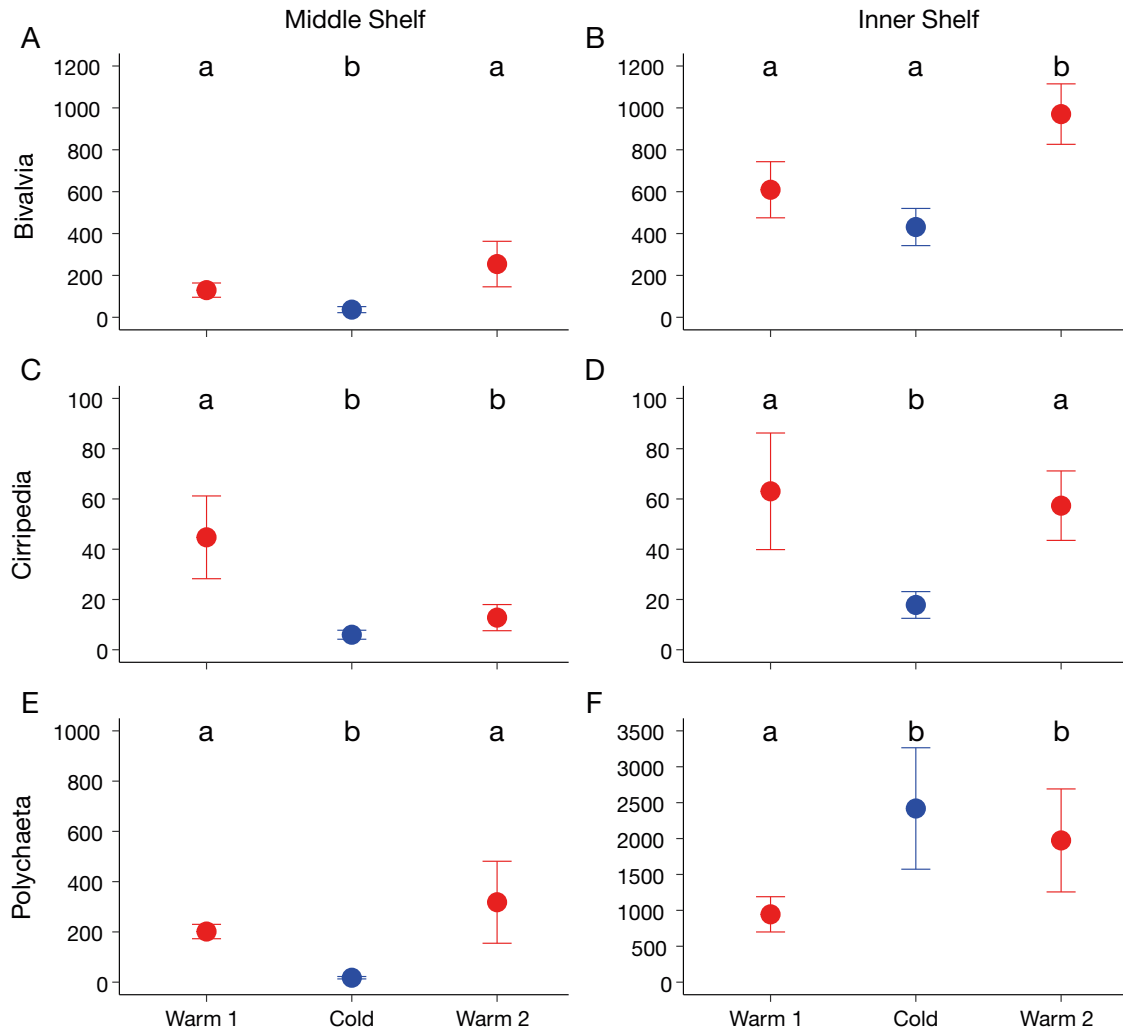 Middle Shelf
Inner Shelf
A
B
a b a
a a b
1200
1000
800
600
400
200
0
Bivalvia
1200
1000
800
600
400
200
0
C
D
a b b
a b a
100
80
60
40
20
0
Cirripedia
100
80
60
40
20
0
E
F
a b a
a b b
1000
800
600
400
200
0
Polychaeta
3500
3000
2500
2000
1500
1000
500
0
Warm 1 Cold Warm 2
Warm 1 Cold Warm 2